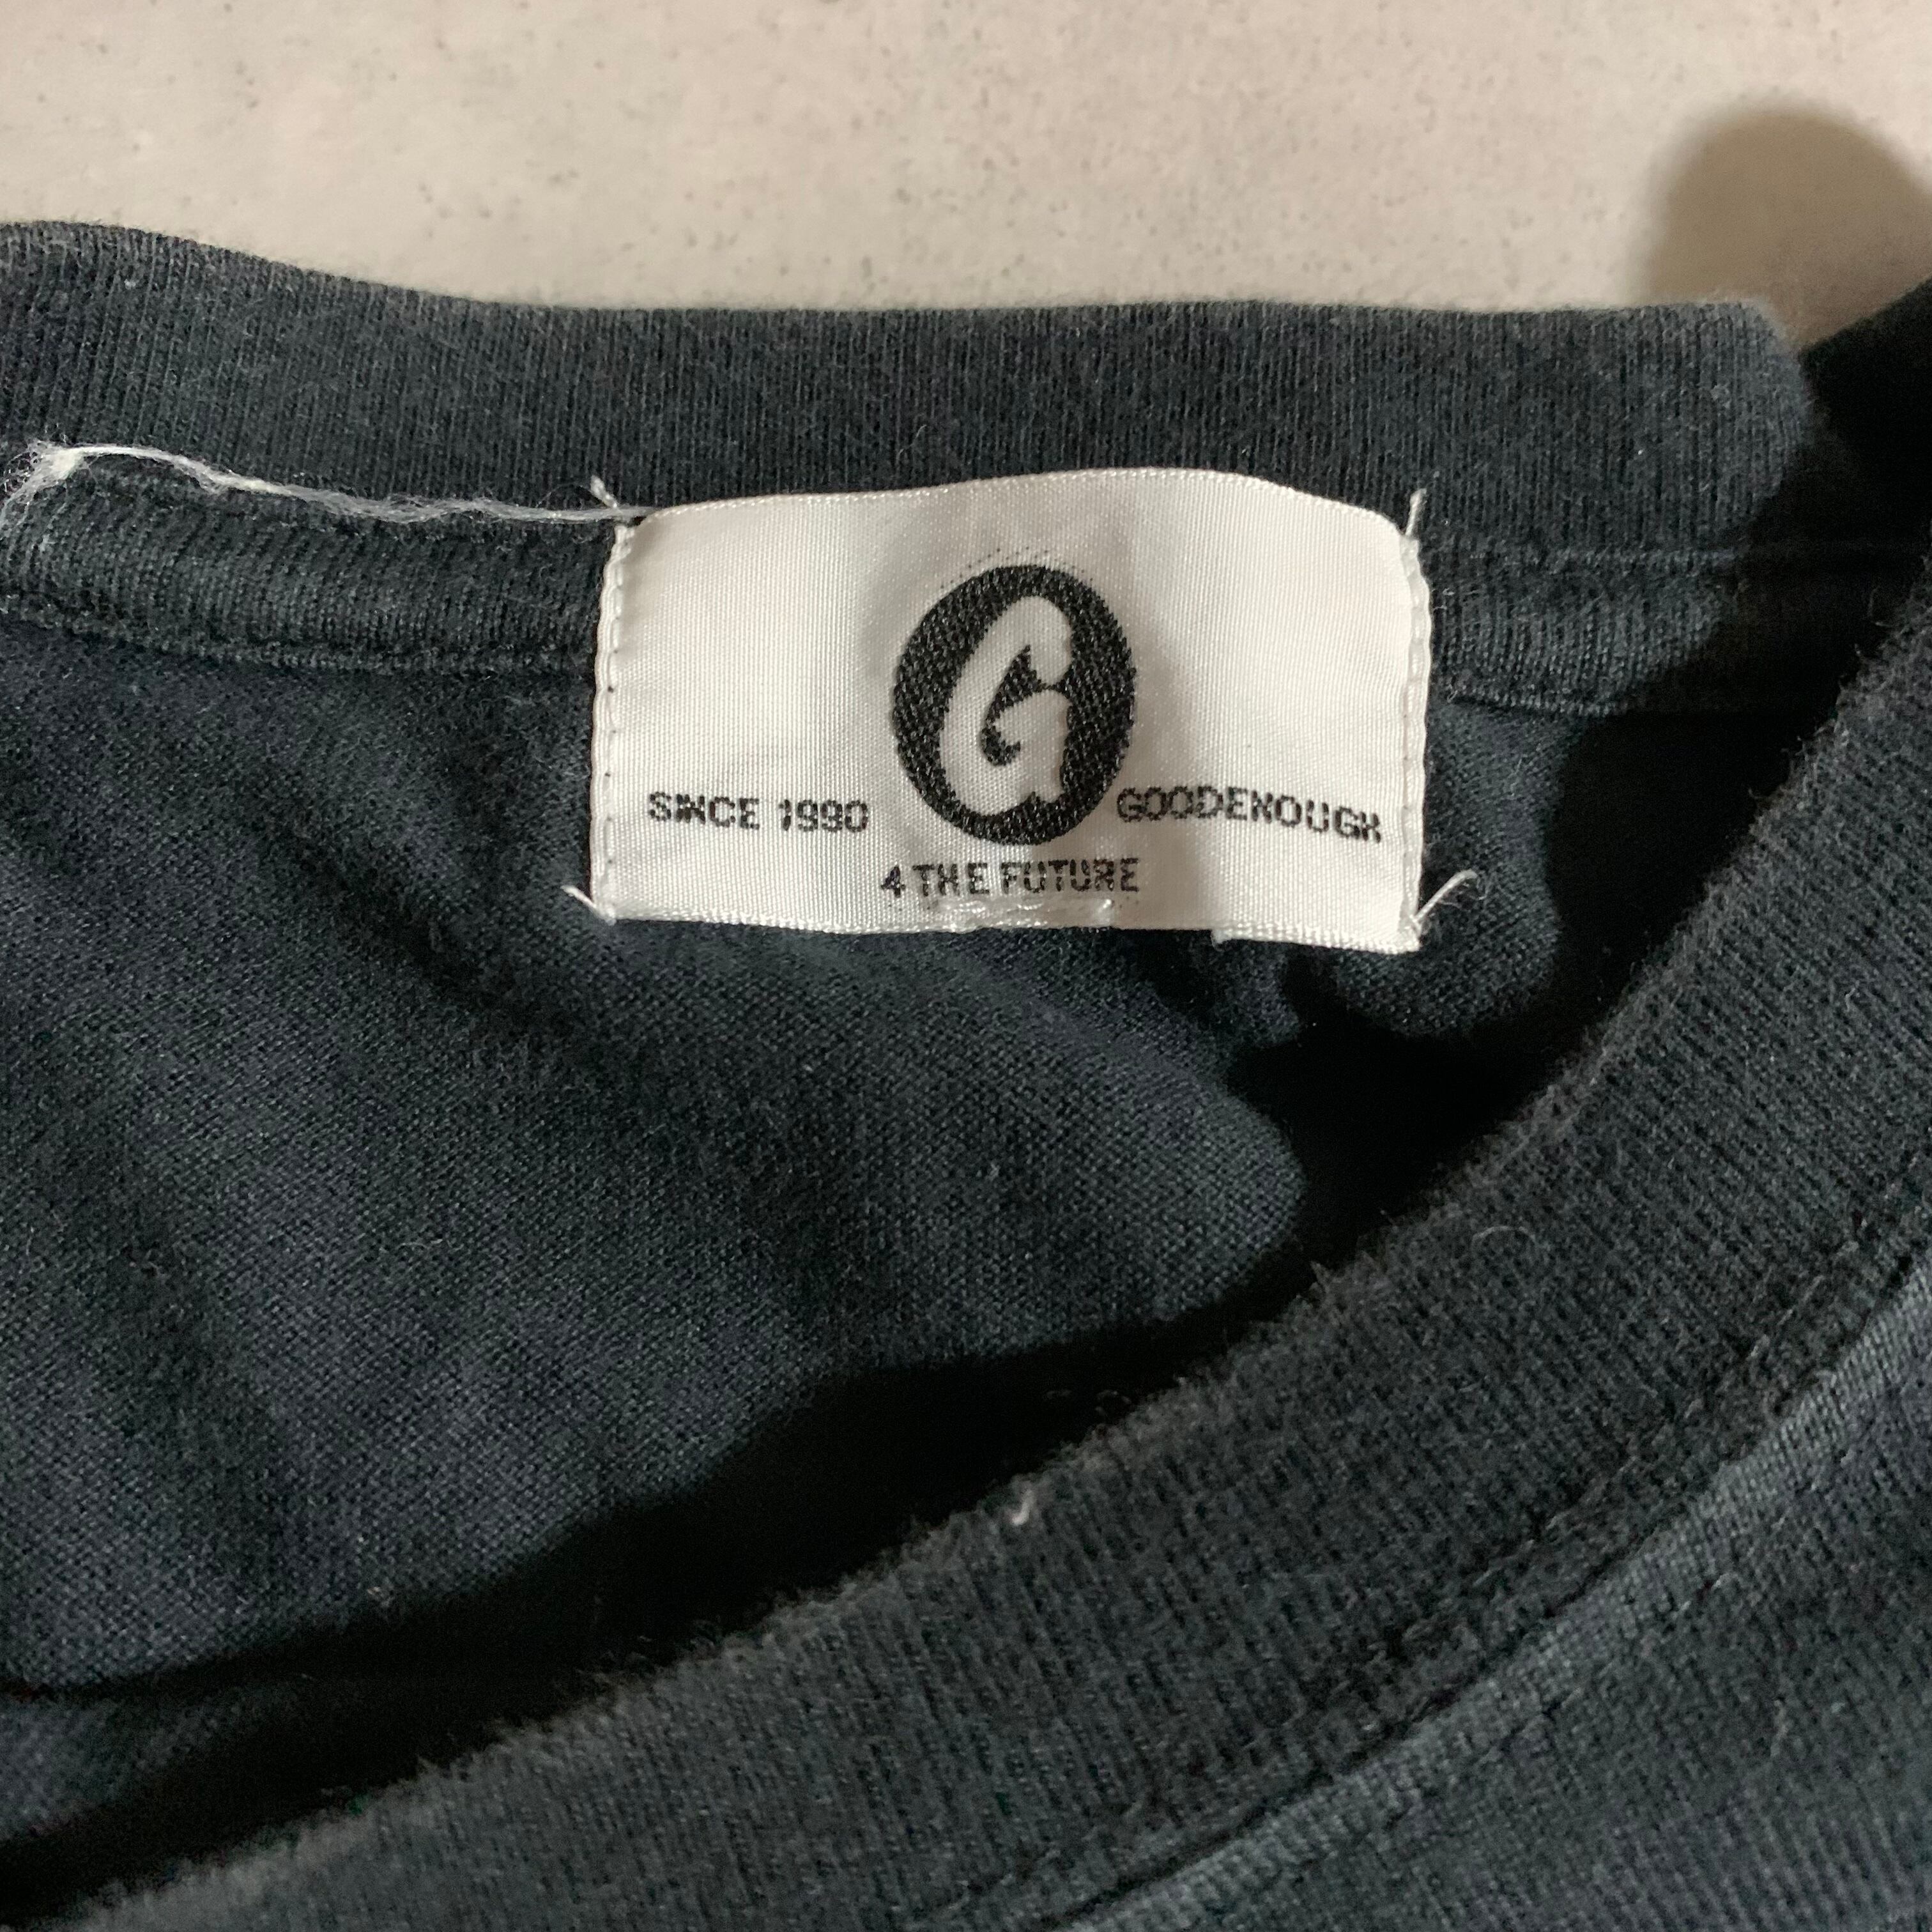 G
SINCE 1990 GOODENOUGH
4 THE FUTURE